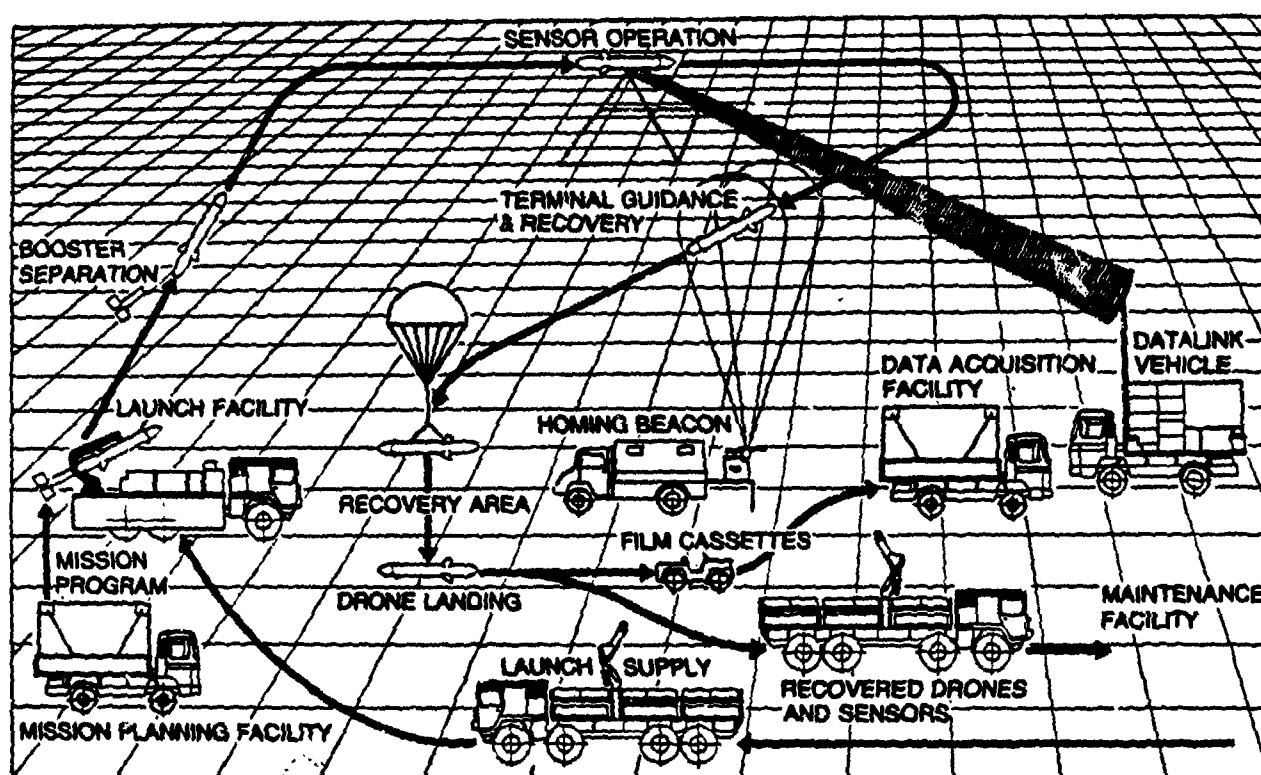 SENSOR OPERATION
TERMINAL GUIDANCE
& RECOVERY
BOOSTER
SEPARATION
DATALINK
VEHICLE
DATA ACQUISITION
FACILITY
LAUNCH FACILITY
HOMING BEACON
RECOVERY AREA
FILM CASSETTES
MISSION
PROGRAM
DRONE LANDING
MAINTENANCE
FACILITY
LAUNCH SUPPLY
RECOVERED DRONES
AND SENSORS
MISSION PLANNING FACILITY